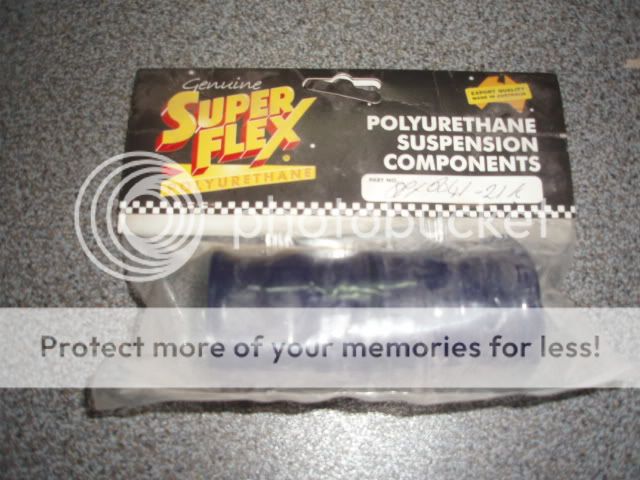 Genuine
SUPER
FLEX
POLYURETHANE
EXPORT QUALITY
MADE IN AUSTRALIA
POLYURETHANE
SUSPENSION
COMPONENTS
PART NO.
photobucket
Protect more of your memories for less!